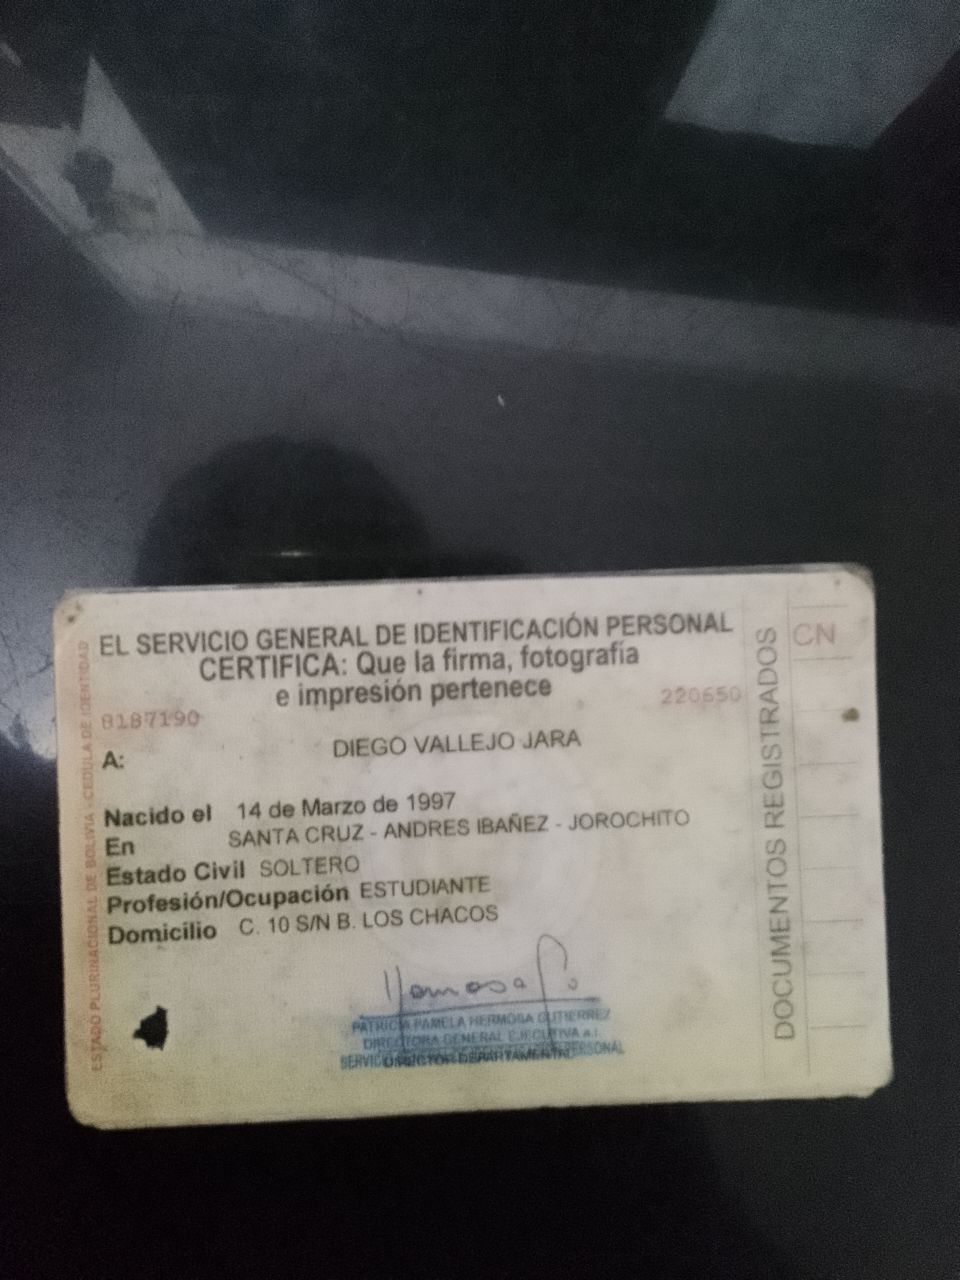 EL SERVICIO GENERAL DE IDENTIFICACIÓN PERSONAL
CERTIFICA: Que la firma, fotografía
e impresión pertenece
8187190
220650
A:
DIEGO VALLEJO JARA
Nacido el 14 de Marzo de 1997
En SANTA CRUZ - ANDRES IBAÑEZ - JOROCHITO
Estado Civil SOLTERO
Profesión/Ocupación ESTUDIANTE
Domicilio C. 10 S/N B. LOS CHACOS
PATRICIA PAMELA HERMOSA GUTIERREZ
DIRECTORA GENERAL EJECUTIVA a.i.
PERSONAL
DEPARTAMENTAL
ESTADO PLURINACIONAL DE BOLIVIA - CEDULA DE IDENTIDAD
DOCUMENTOS REGISTRADOS
CN